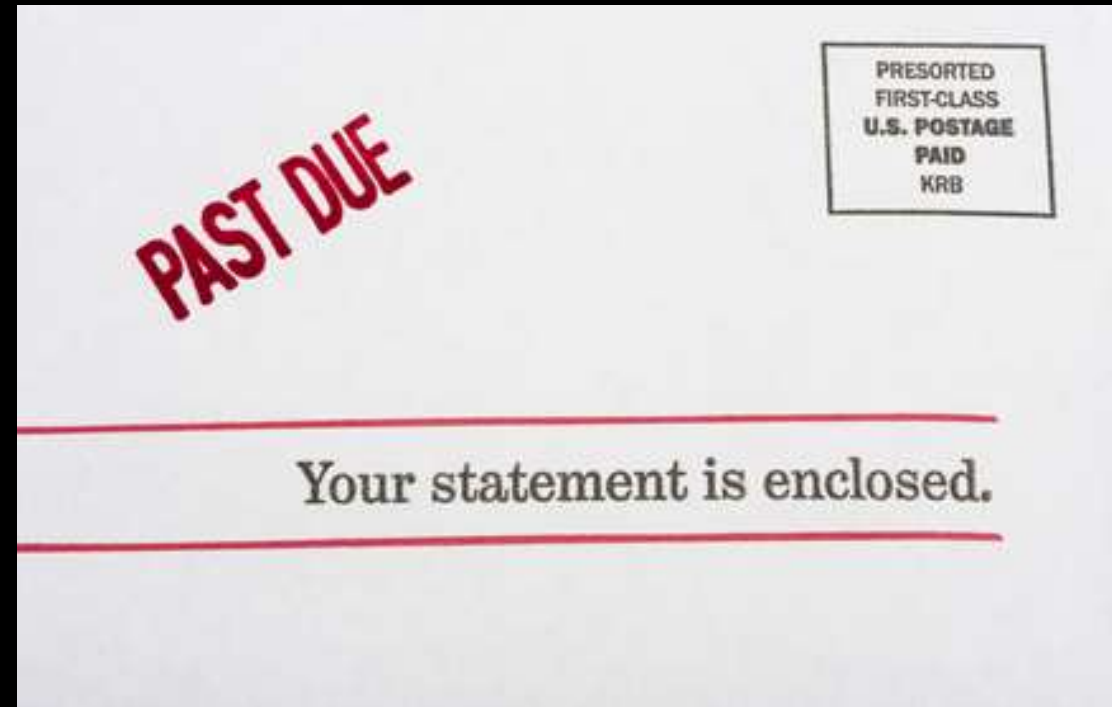 PRESORTED
FIRST-CLASS
U.S. POSTAGE
PAID
KRB
PAST DUE
Your statement is enclosed.